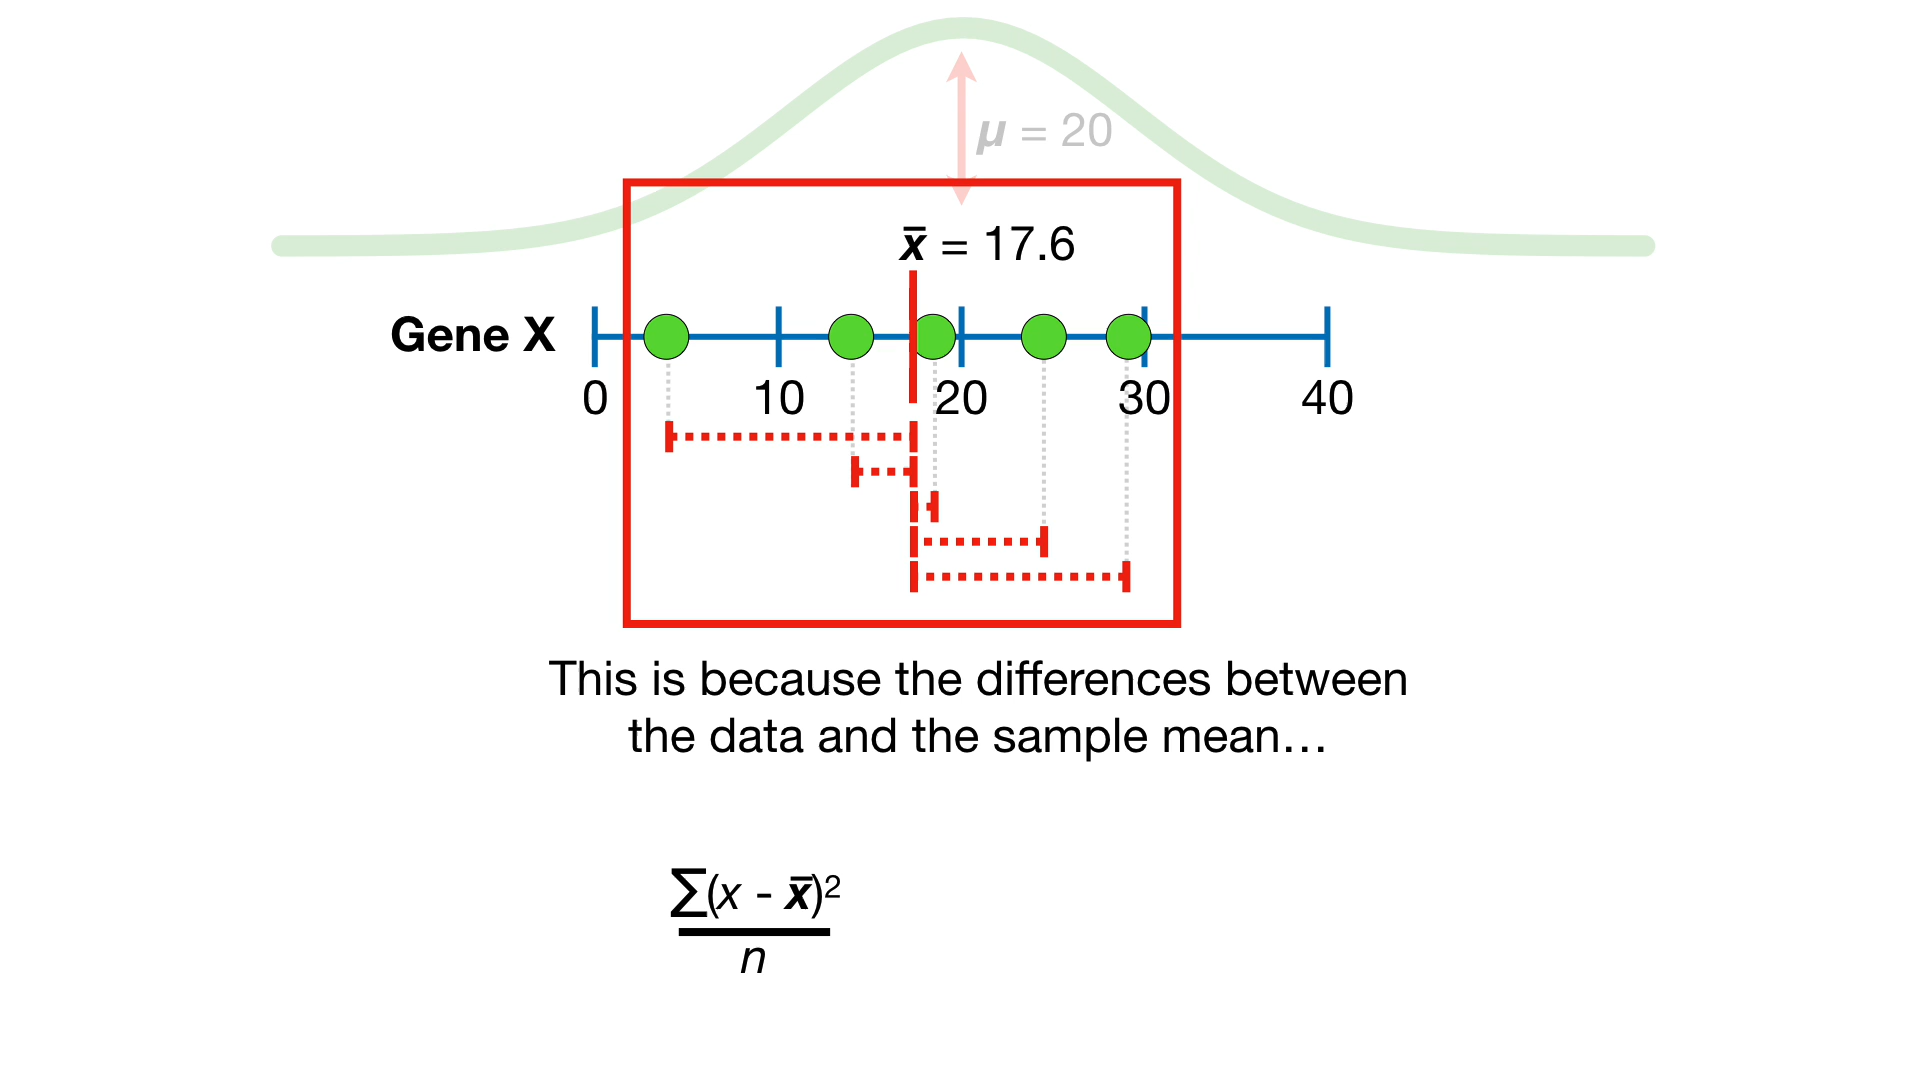 μ = 20
x̄ = 17.6
Gene X
0 10 20 30 40
This is because the differences between
the data and the sample mean…
∑(x - x̄)²
n